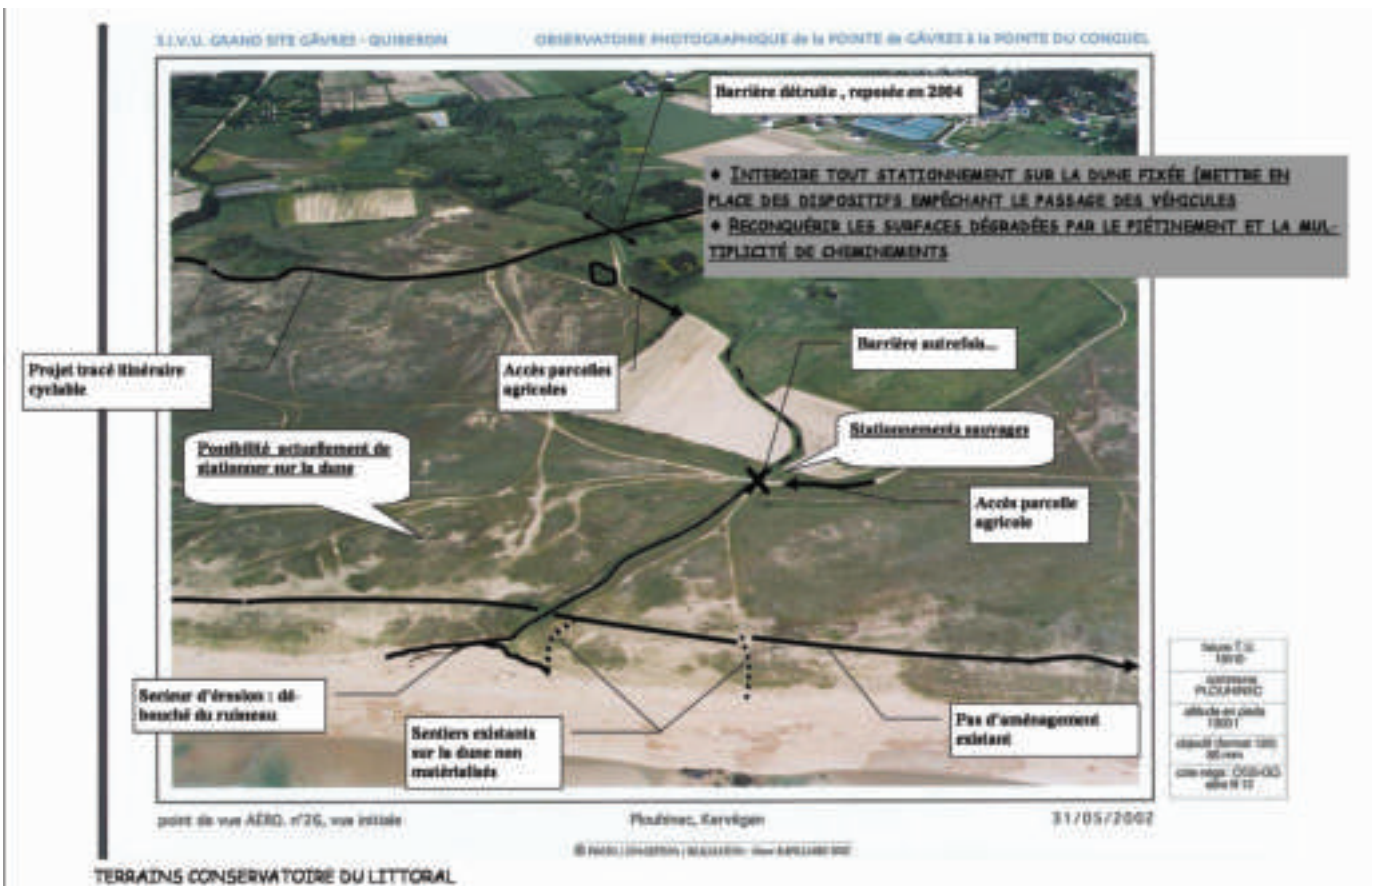 S.I.V.U. GRAND SITE GÂVRES - QUIBERON
OBSERVATOIRE PHOTOGRAPHIQUE de la POINTE de GÂVRES à la POINTE DU CONGUEL
Barrière détruite , reposée en 2004
• INTERDIRE TOUT STATIONNEMENT SUR LA DUNE FIXÉE (METTRE EN
PLACE DES DISPOSITIFS EMPÊCHANT LE PASSAGE DES VÉHICULES
• RECONQUÉRIR LES SURFACES DÉGRADÉES PAR LE PIÉTINEMENT ET LA MUL-
TIPLICITÉ DE CHEMINEMENTS
Projet tracé itinéraire
cyclable
Accès parcelles
agricoles
Barrière autrefois...
Stationnements sauvages
Possibilité actuellement de
stationner sur la dune
Accès parcelle
agricole
Secteur d'érosion : dé-
bouché du ruisseau
Sentiers existants
sur la dune non
matérialisés
Pas d'aménagement
existant
heure T.U.
commune
PLOUHINEC
altitude en pieds
point de vue AÉRO. n°26, vue initiale
Plouhinec, Kervégan
31/05/2002
TERRAINS CONSERVATOIRE DU LITTORAL